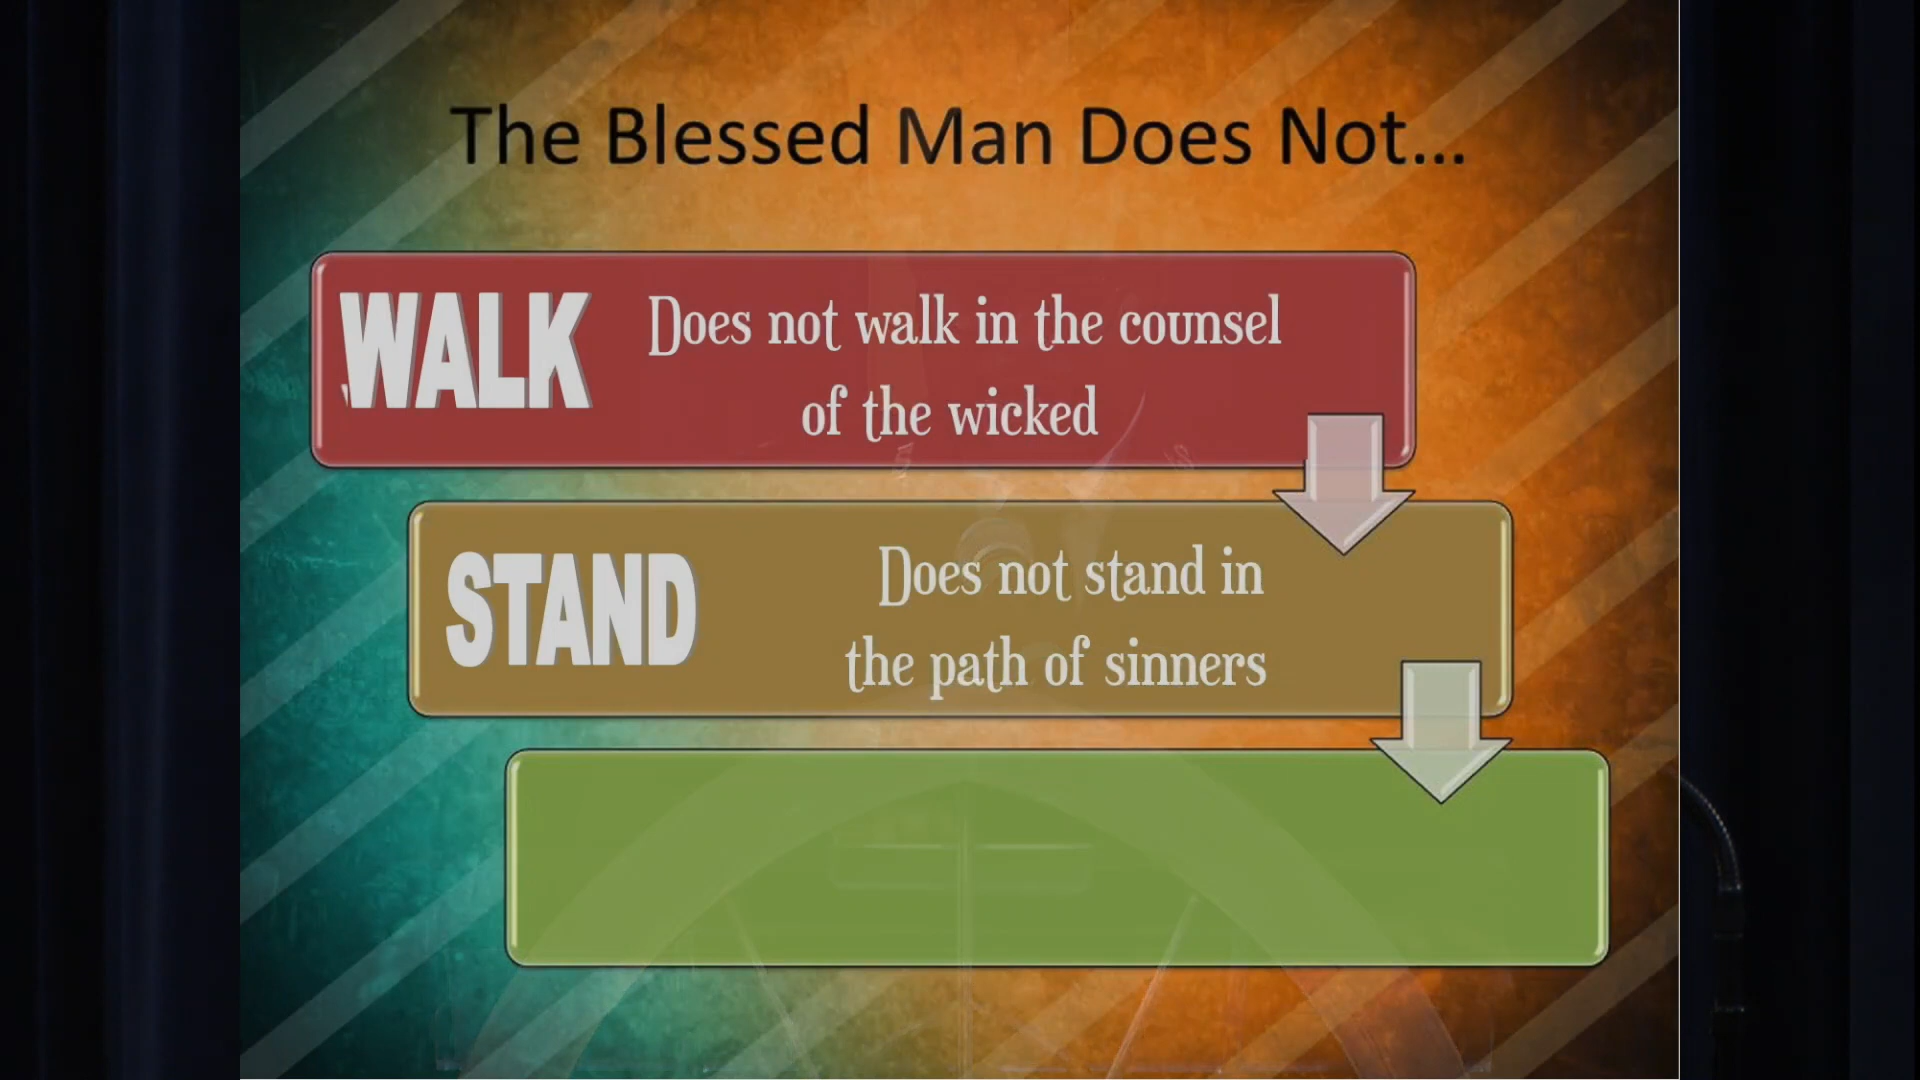 The Blessed Man Does Not...
WALK
Does not walk in the counsel
of the wicked
STAND
Does not stand in
the path of sinners